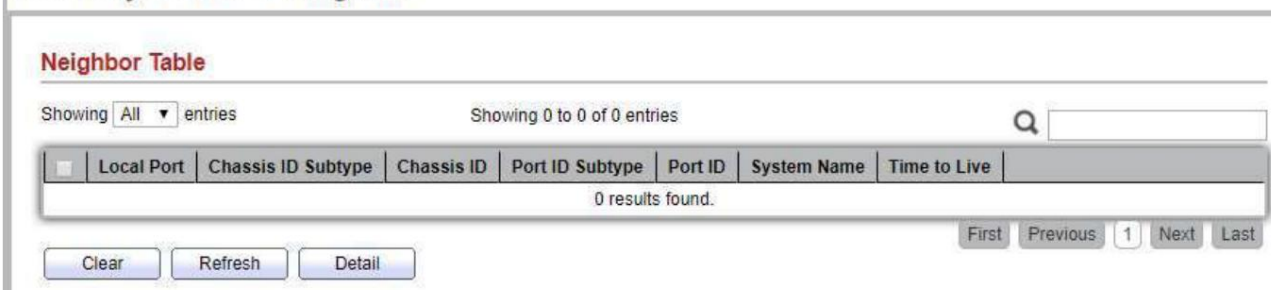 Neighbor Table
Showing All entries Showing 0 to 0 of 0 entries
Local Port Chassis ID Subtype Chassis ID Port ID Subtype Port ID System Name Time to Live
0 results found.
First Previous 1 Next Last
Clear Refresh Detail